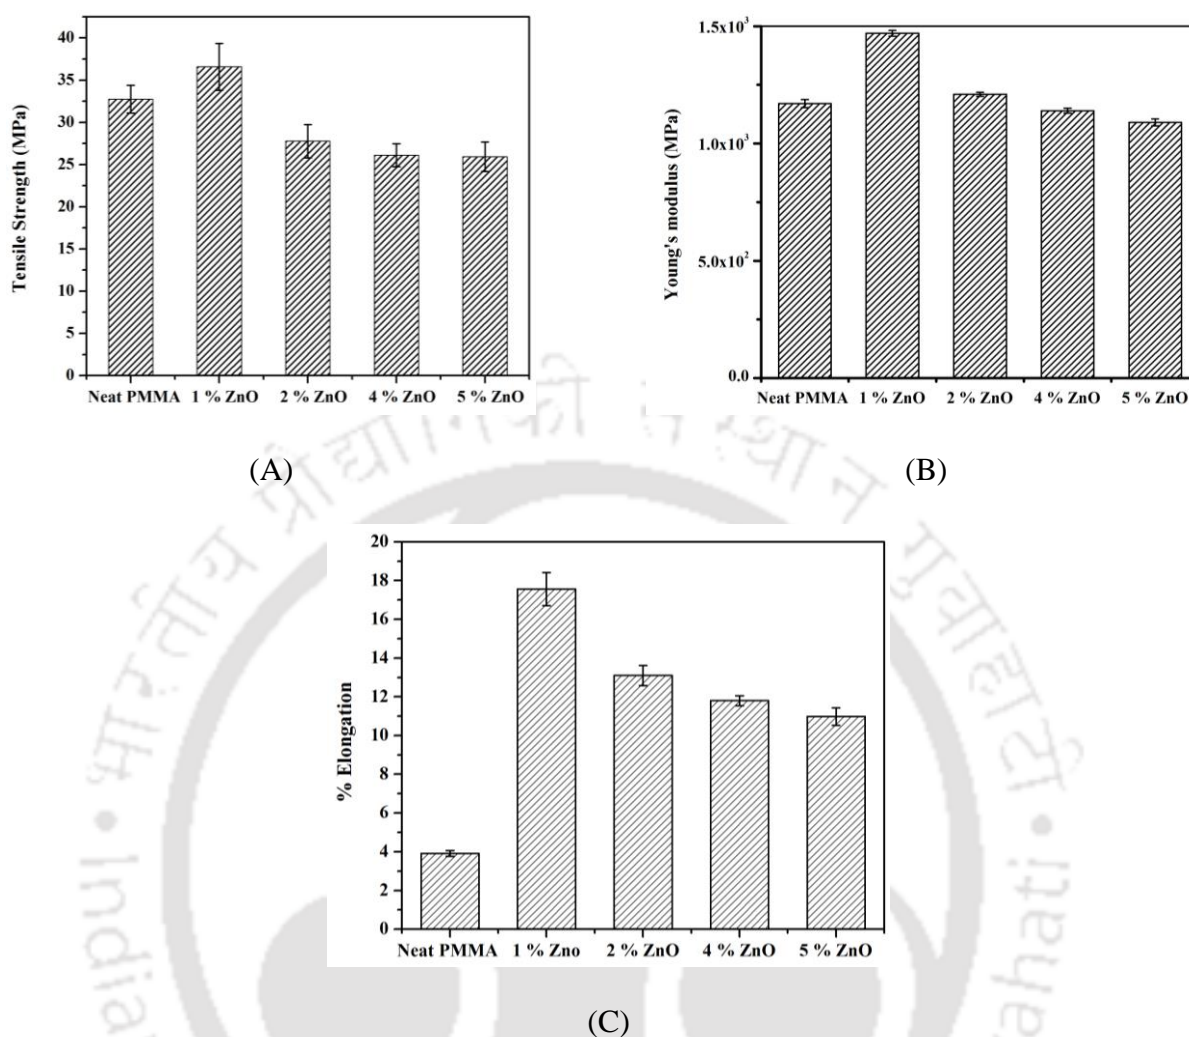 40
35
30
25
20
15
10
5
0
Tensile Strength (MPa)
Neat PMMA 1 % ZnO 2 % ZnO 4 % ZnO 5 % ZnO
(A)
1.5x10³
1.0x10³
5.0x10²
0.0
Young's modulus (MPa)
Neat PMMA 1 % ZnO 2 % ZnO 4 % ZnO 5 % ZnO
(B)
20
18
16
14
12
10
8
6
4
2
0
% Elongation
Neat PMMA 1 % Zno 2 % ZnO 4 % ZnO 5 % ZnO
(C)
भारतीय प्रौद्योगिकी संस्थान गुवाहाटी
India
ahati